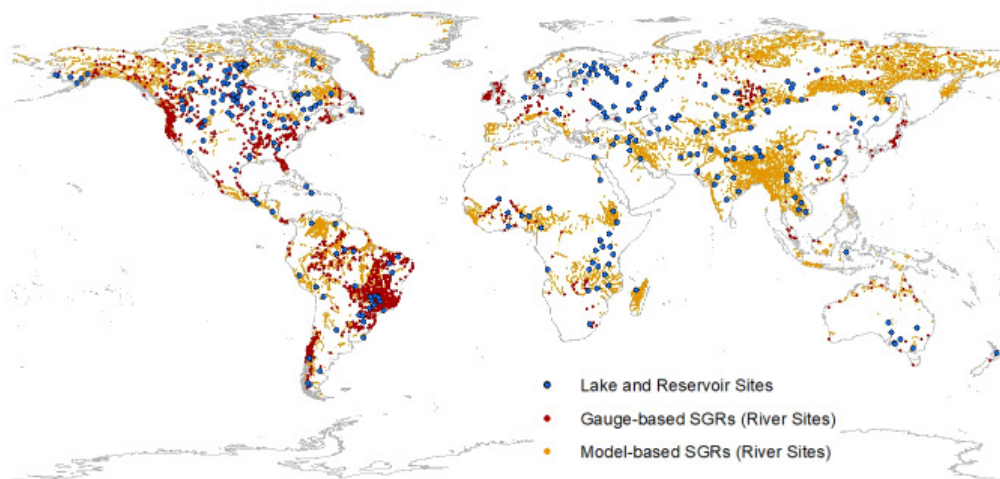 Lake and Reservoir Sites
Gauge-based SGRs (River Sites)
Model-based SGRs (River Sites)